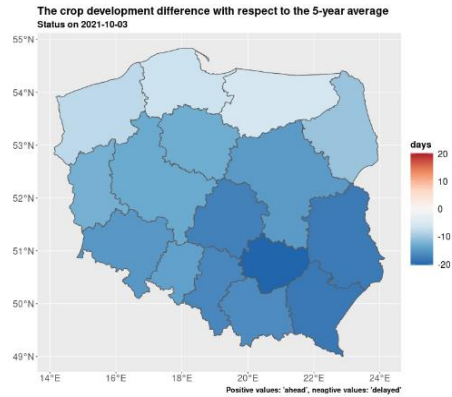 The crop development difference with respect to the 5-year average
Status on 2021-10-03
55°N
54°N
53°N
52°N
51°N
50°N
49°N
days
20
10
0
-10
-20
14°E 16°E 18°E 20°E 22°E 24°E
Positive values: 'ahead', neagtive values: 'delayed'